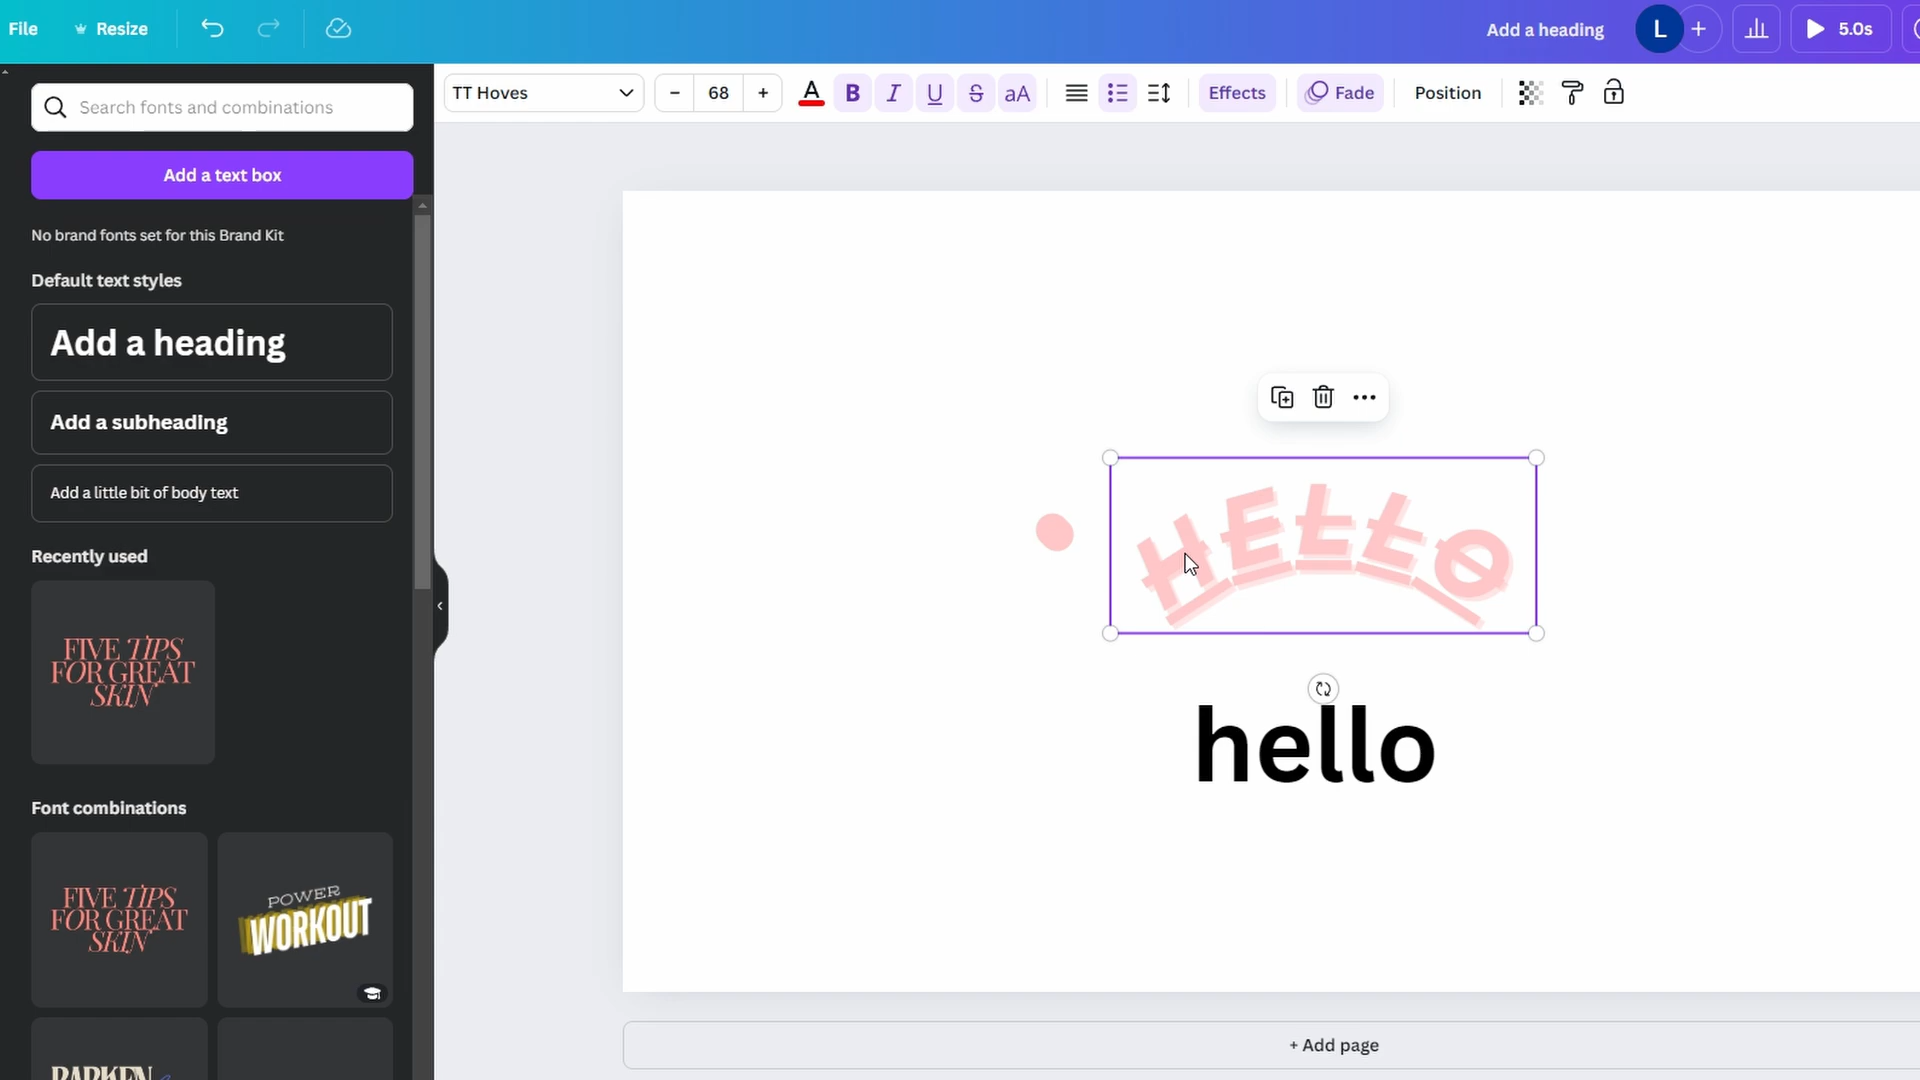 File Resize Add a heading L + 5.0s
TT Hoves - 68 + A B I U S aA Effects Fade Position
Search fonts and combinations
Add a text box
No brand fonts set for this Brand Kit
Default text styles
Add a heading
Add a subheading
Add a little bit of body text
Recently used
FIVE TIPS
FOR GREAT
SKIN
Font combinations
FIVE TIPS
FOR GREAT
SKIN
POWER
WORKOUT
HELLO
hello
+ Add page